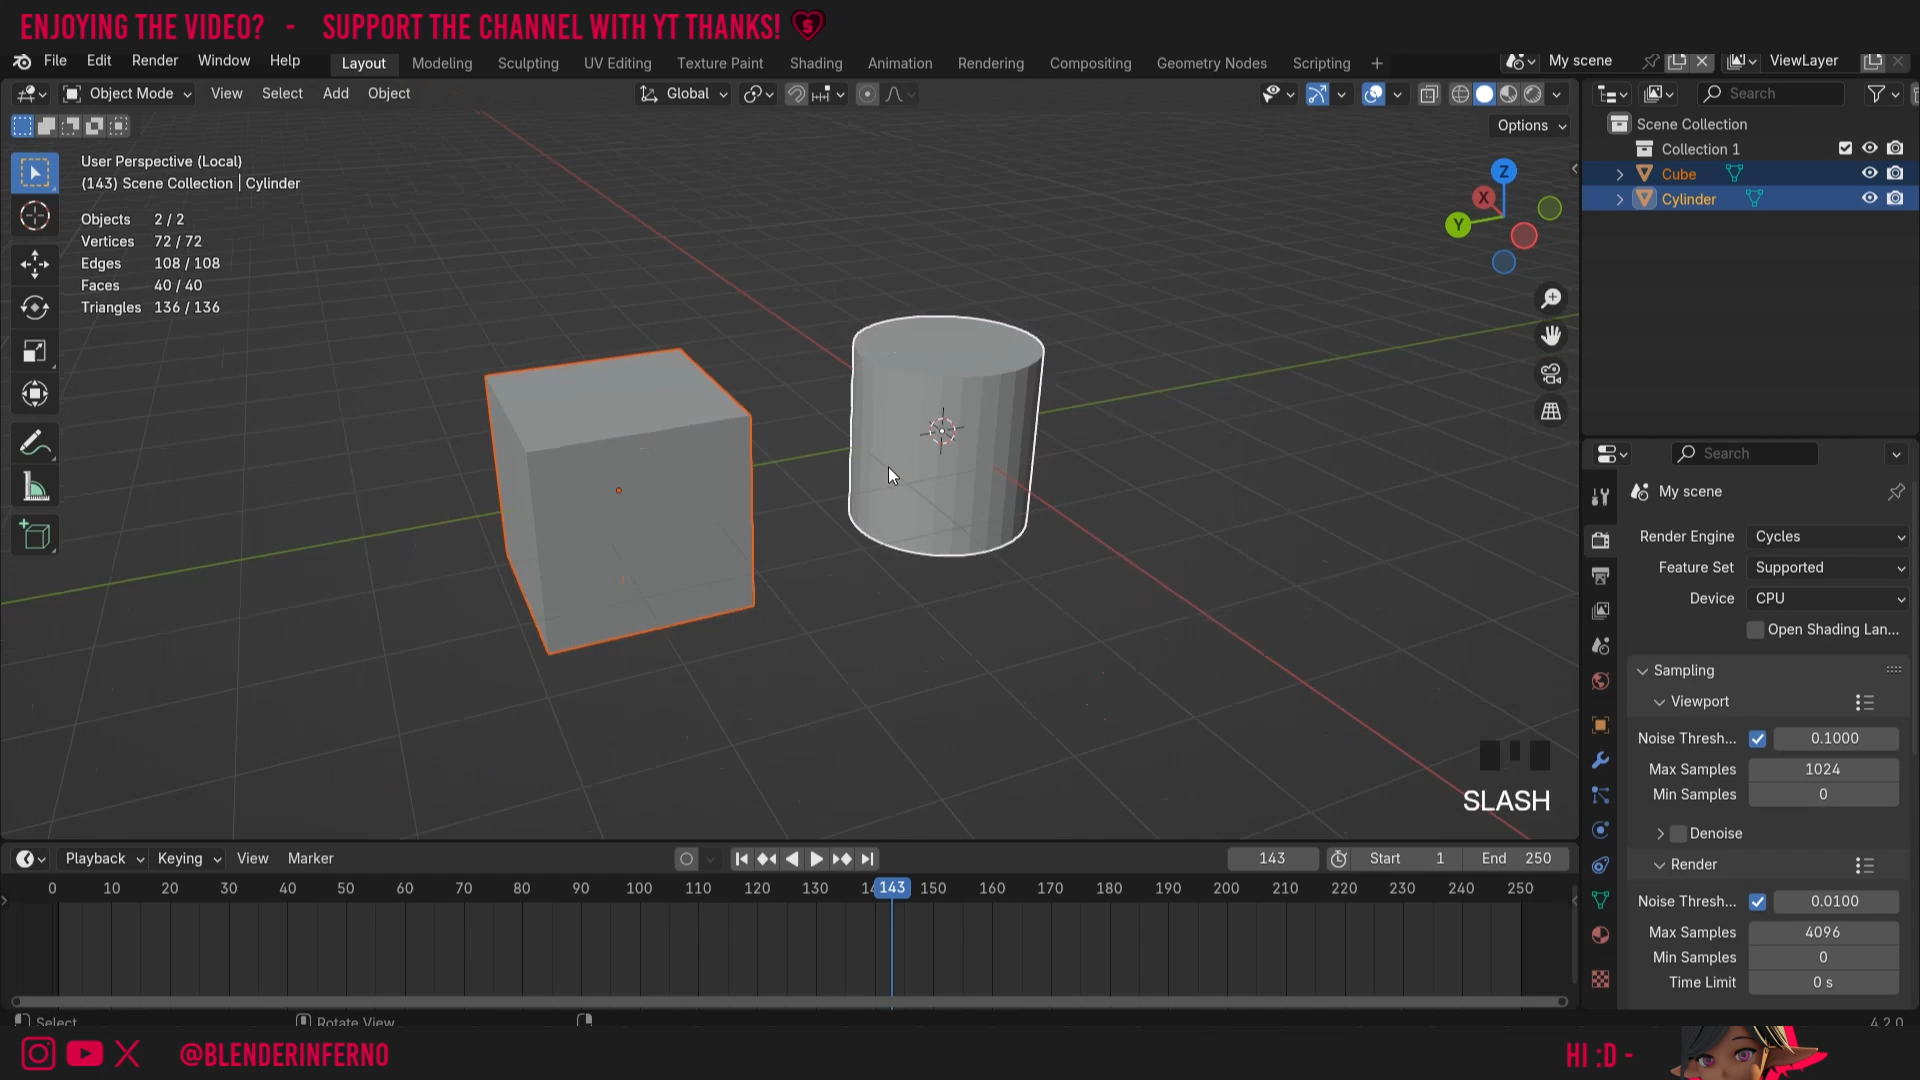 ENJOYING THE VIDEO? - SUPPORT THE CHANNEL WITH YT THANKS!
File Edit Render Window Help Layout Modeling Sculpting UV Editing Texture Paint Shading Animation Rendering Compositing Geometry Nodes Scripting + My scene ViewLayer
Object Mode View Select Add Object Global Search
Options
User Perspective (Local)
(143) Scene Collection | Cylinder
Objects 2 / 2
Vertices 72 / 72
Edges 108 / 108
Faces 40 / 40
Triangles 136 / 136
Z
X
Y
Scene Collection
Collection 1
Cube
Cylinder
Search
My scene
Render Engine Cycles
Feature Set Supported
Device CPU
Open Shading Lan...
Sampling
Viewport
Noise Thresh... 0.1000
Max Samples 1024
Min Samples 0
Denoise
Render
Noise Thresh... 0.0100
Max Samples 4096
Min Samples 0
Time Limit 0 s
SLASH
Playback Keying View Marker 143 Start 1 End 250
0 10 20 30 40 50 60 70 80 90 100 110 120 130 143 150 160 170 180 190 200 210 220 230 240 250
Select Rotate View 4.2.0
@BLENDERINFERNO
HI :D -